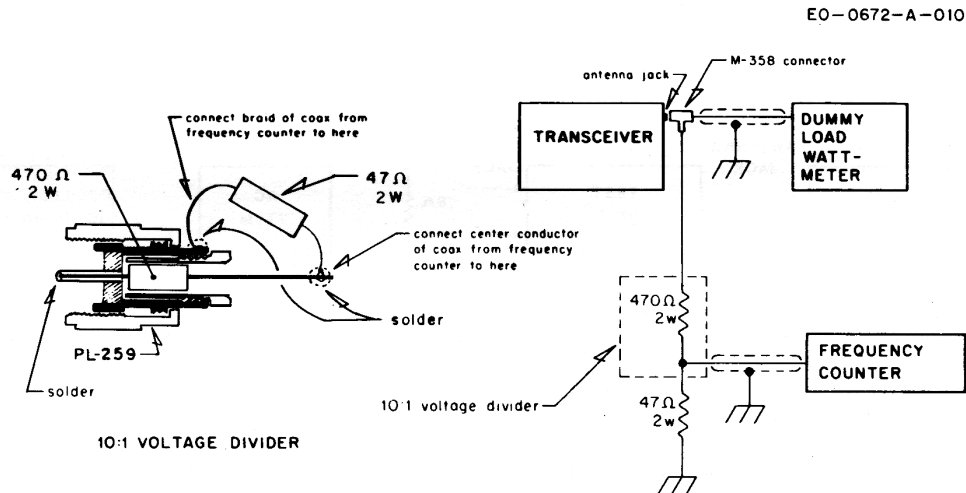 EO-0672-A-010
M-358 connector
antenna jack
TRANSCEIVER
DUMMY
LOAD
WATT-
METER
connect braid of coax from
frequency counter to here
470 Ω
2 W
47 Ω
2 W
connect center conductor
of coax from frequency
counter to here
solder
PL-259
solder
10:1 VOLTAGE DIVIDER
470Ω
2w
FREQUENCY
COUNTER
10:1 voltage divider
47Ω
2w